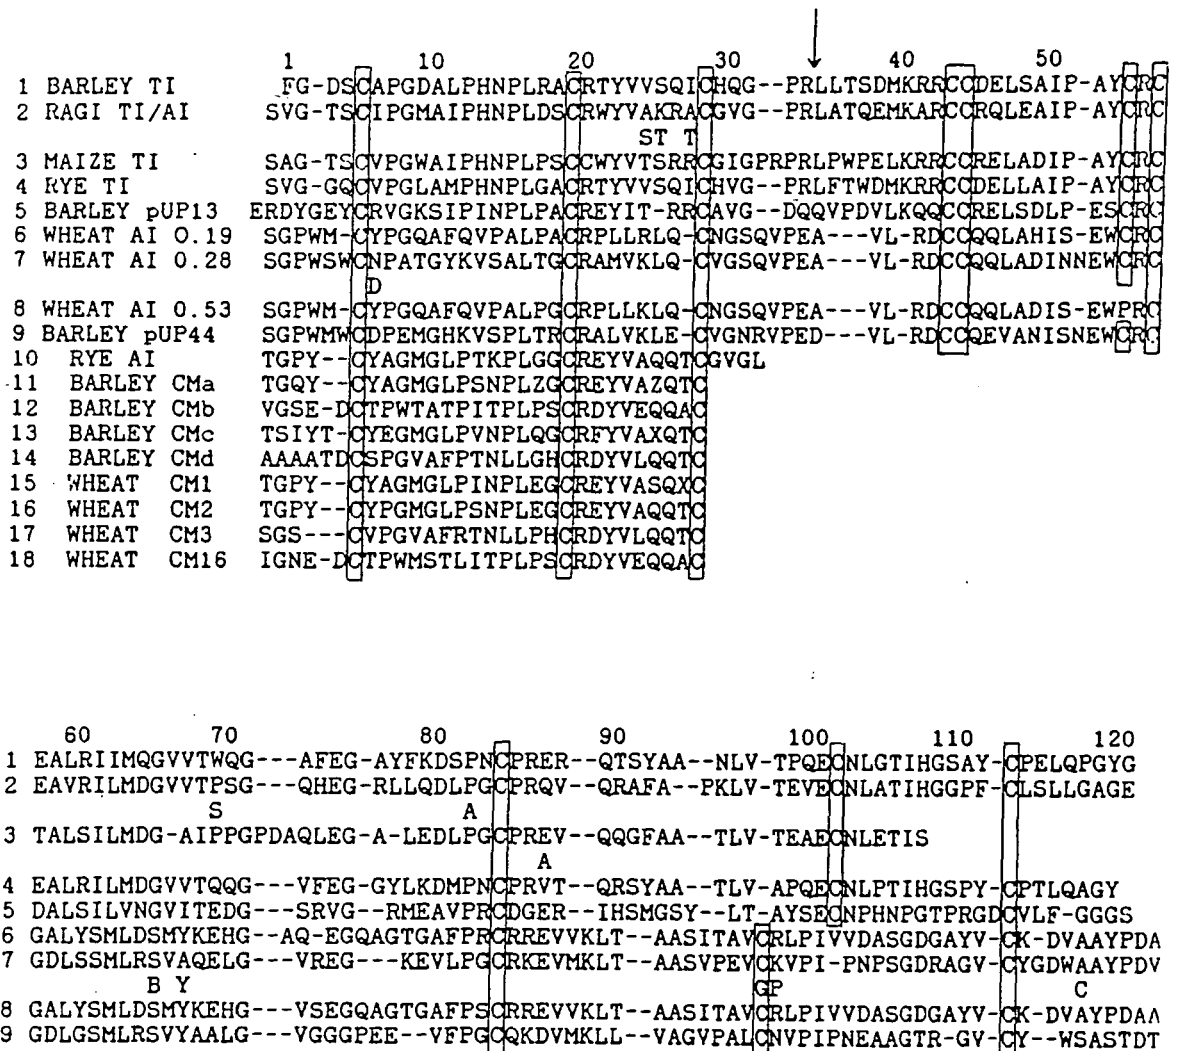 1 10 20 30 40 50
1 BARLEY TI FG-DSCAPGDALPHNPLRACRTYVVSQICHQG--PRLLTSDMKRRCCDELSAIP-AYCRC
2 RAGI TI/AI SVG-TSCIPGMAIPHNPLDSCRWYVAKRACGVG--PRLATQEMKARCCRQLEAIP-AYCRC
ST T
3 MAIZE TI SAG-TSCVPGWAIPHNPLPSCCWYVTSRRCGIGPRPRLPWPELKRRCCRELADIP-AYCRC
4 RYE TI SVG-GQCVPGLAMPHNPLGACRTYVVSQICHVG--PRLFTWDMKRRCCDELLAIP-AYCRC
5 BARLEY pUP13 ERDYGEYCRVGKSIPINPLPACREYIT-RRCAVG--DQQVPDVLKQQCCRELSDLP-ESCRC
6 WHEAT AI 0.19 SGPWM-CYPGQAFQVPALPACRPLLRLQ-CNGSQVPEA---VL-RDCCQQLAHIS-EWCRC
7 WHEAT AI 0.28 SGPWSWCNPATGYKVSALTGCRAMVKLQ-CVGSQVPEA---VL-RDCCQQLADINNEWCRC
D
8 WHEAT AI 0.53 SGPWM-CYPGQAFQVPALPGCRPLLKLQ-CNGSQVPEA---VL-RDCCQQLADIS-EWPRC
9 BARLEY pUP44 SGPWMWCDPEMGHKVSPLTRCRALVKLE-CVGNRVPED---VL-RDCCQEVANISNEWCRC
10 RYE AI TGPY--CYAGMGLPTKPLGGCREYVAQQTCGVGL
11 BARLEY CMa TGQY--CYAGMGLPSNPLZGCREYVAZQTC
12 BARLEY CMb VGSE-DCTPWTATPITPLPSCRDYVEQQAC
13 BARLEY CMc TSIYT-CYEGMGLPVNPLQGCRFYVAXQTC
14 BARLEY CMd AAAATDCSPGVAFPTNLLGHCRDYVLQQTC
15 WHEAT CM1 TGPY--CYAGMGLPINPLEGCREYVASQXC
16 WHEAT CM2 TGPY--CYPGMGLPSNPLEGCREYVAQQTC
17 WHEAT CM3 SGS---CVPGVAFRTNLLPHCRDYVLQQTC
18 WHEAT CM16 IGNE-DCTPWMSTLITPLPSCRDYVEQQAC
60 70 80 90 100 110 120
1 EALRIIMQGVVTWQG---AFEG-AYFKDSPNCPRER--QTSYAA--NLV-TPQECNLGTIHGSAY-CPELQPGYG
2 EAVRILMDGVVTPSG---QHEG-RLLQDLPGCPRQV--QRAFA--PKLV-TEVECNLATIHGGPF-CLSLLGAGE
S A
3 TALSILMDG-AIPPGPDAQLEG-A-LEDLPGCPREV--QQGFAA--TLV-TEAECNLETIS
A
4 EALRILMDGVVTQQG---VFEG-GYLKDMPNCPRVT--QRSYAA--TLV-APQECNLPTIHGSPY-CPTLQAGY
5 DALSILVNGVITEDG---SRVG--RMEAVPRCDGER--IHSMGSY--LT-AYSECNPHNPGTPRGDCVLF-GGGS
6 GALYSMLDSMYKEHG---AQ-EGQAGTGAFPRCRREVVKLT--AASITAVCRLPIVVDASGDGAYV-CK-DVAAYPDA
7 GDLSSMLRSVAQELG---VREG---KEVLPGCRKEVMKLT--AASVPEVCKVPI-PNPSGDRAGV-CYGDWAAYPDV
B Y GP C
8 GALYSMLDSMYKEHG---VSEGQAGTGAFPSCRREVVKLT--AASITAVCRLPIVVDASGDGAYV-CK-DVAYPDAA
9 GDLGSMLRSVYAALG---VGGGPEE--VFPGCQKDVMKLL--VAGVPALCNVPIPNEAAGTR-GV-CY--WSASTDT